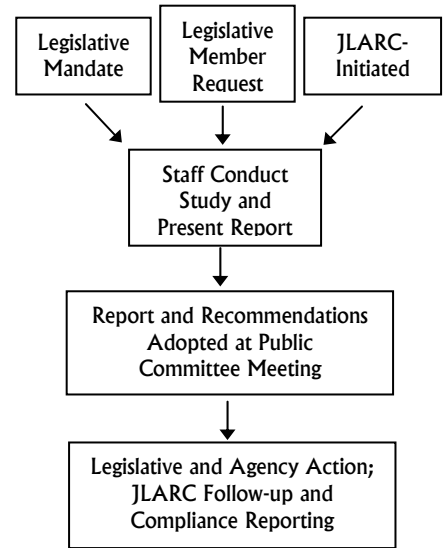 Legislative
Mandate
Legislative
Member
Request
JLARC-
Initiated
Staff Conduct
Study and
Present Report
Report and Recommendations
Adopted at Public
Committee Meeting
Legislative and Agency Action;
JLARC Follow-up and
Compliance Reporting